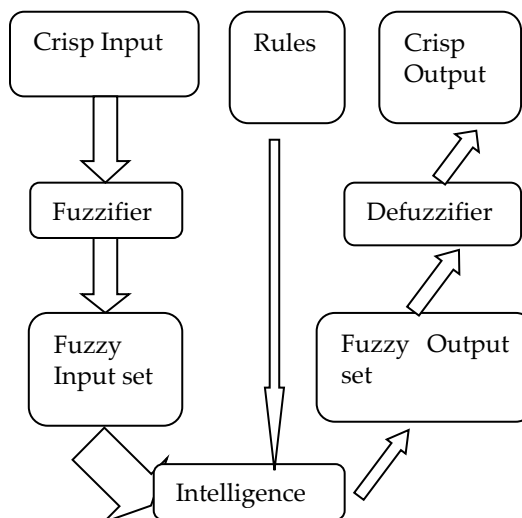 Crisp Input
Rules
Crisp
Output
Fuzzifier
Defuzzifier
Fuzzy
Input set
Fuzzy Output
set
Intelligence